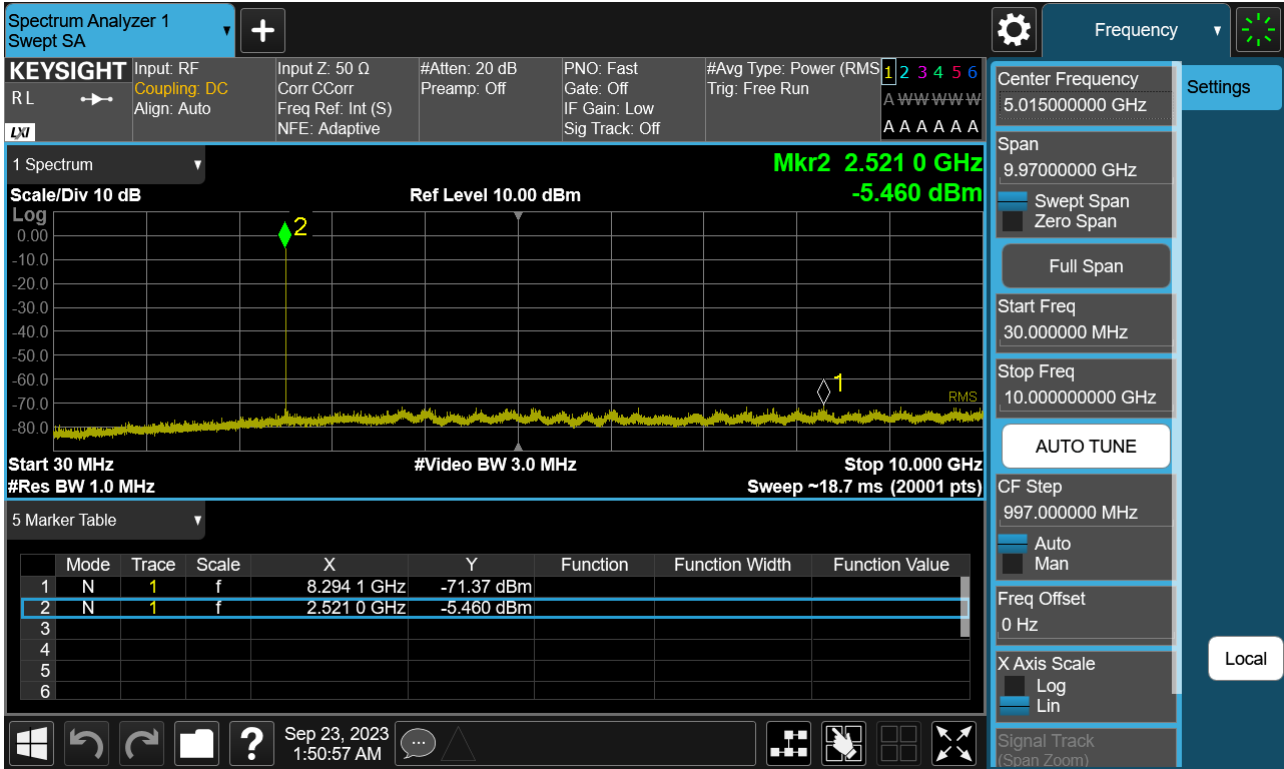 Spectrum Analyzer 1
Swept SA
+
Frequency
KEYSIGHT
R L
LXI
Input: RF
Coupling: DC
Align: Auto
Input Z: 50 Ω
Corr CCorr
Freq Ref: Int (S)
NFE: Adaptive
#Atten: 20 dB
Preamp: Off
PNO: Fast
Gate: Off
IF Gain: Low
Sig Track: Off
#Avg Type: Power (RMS
Trig: Free Run
1 2 3 4 5 6
A W W W W W
A A A A A A
1 Spectrum
Mkr2 2.521 0 GHz
-5.460 dBm
Scale/Div 10 dB
Ref Level 10.00 dBm
Log
0.00
-10.0
-20.0
-30.0
-40.0
-50.0
-60.0
-70.0
-80.0
2
1
RMS
Start 30 MHz
#Video BW 3.0 MHz
Stop 10.000 GHz
#Res BW 1.0 MHz
Sweep ~18.7 ms (20001 pts)
5 Marker Table
Mode Trace Scale X Y Function Function Width Function Value
1 N 1 f 8.294 1 GHz -71.37 dBm
2 N 1 f 2.521 0 GHz -5.460 dBm
3
4
5
6
?
Sep 23, 2023
1:50:57 AM
Center Frequency
5.015000000 GHz
Span
9.97000000 GHz
Swept Span
Zero Span
Full Span
Start Freq
30.000000 MHz
Stop Freq
10.000000000 GHz
AUTO TUNE
CF Step
997.000000 MHz
Auto
Man
Freq Offset
0 Hz
X Axis Scale
Log
Lin
Signal Track
(Span Zoom)
Settings
Local